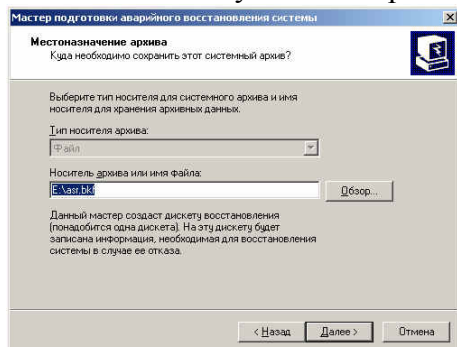 Мастер подготовки аварийного восстановления системы
Местоназначение архива
Куда необходимо сохранить этот системный архив?
Выберите тип носителя для системного архива и имя
носителя для хранения архивных данных.
Тип носителя архива:
Файл
Носитель архива или имя файла:
E:\asr.bkf
Обзор...
Данный мастер создаст дискету восстановления
(понадобится одна дискета). На эту дискету будет
записана информация, необходимая для восстановления
системы в случае ее отказа.
< Назад Далее > Отмена